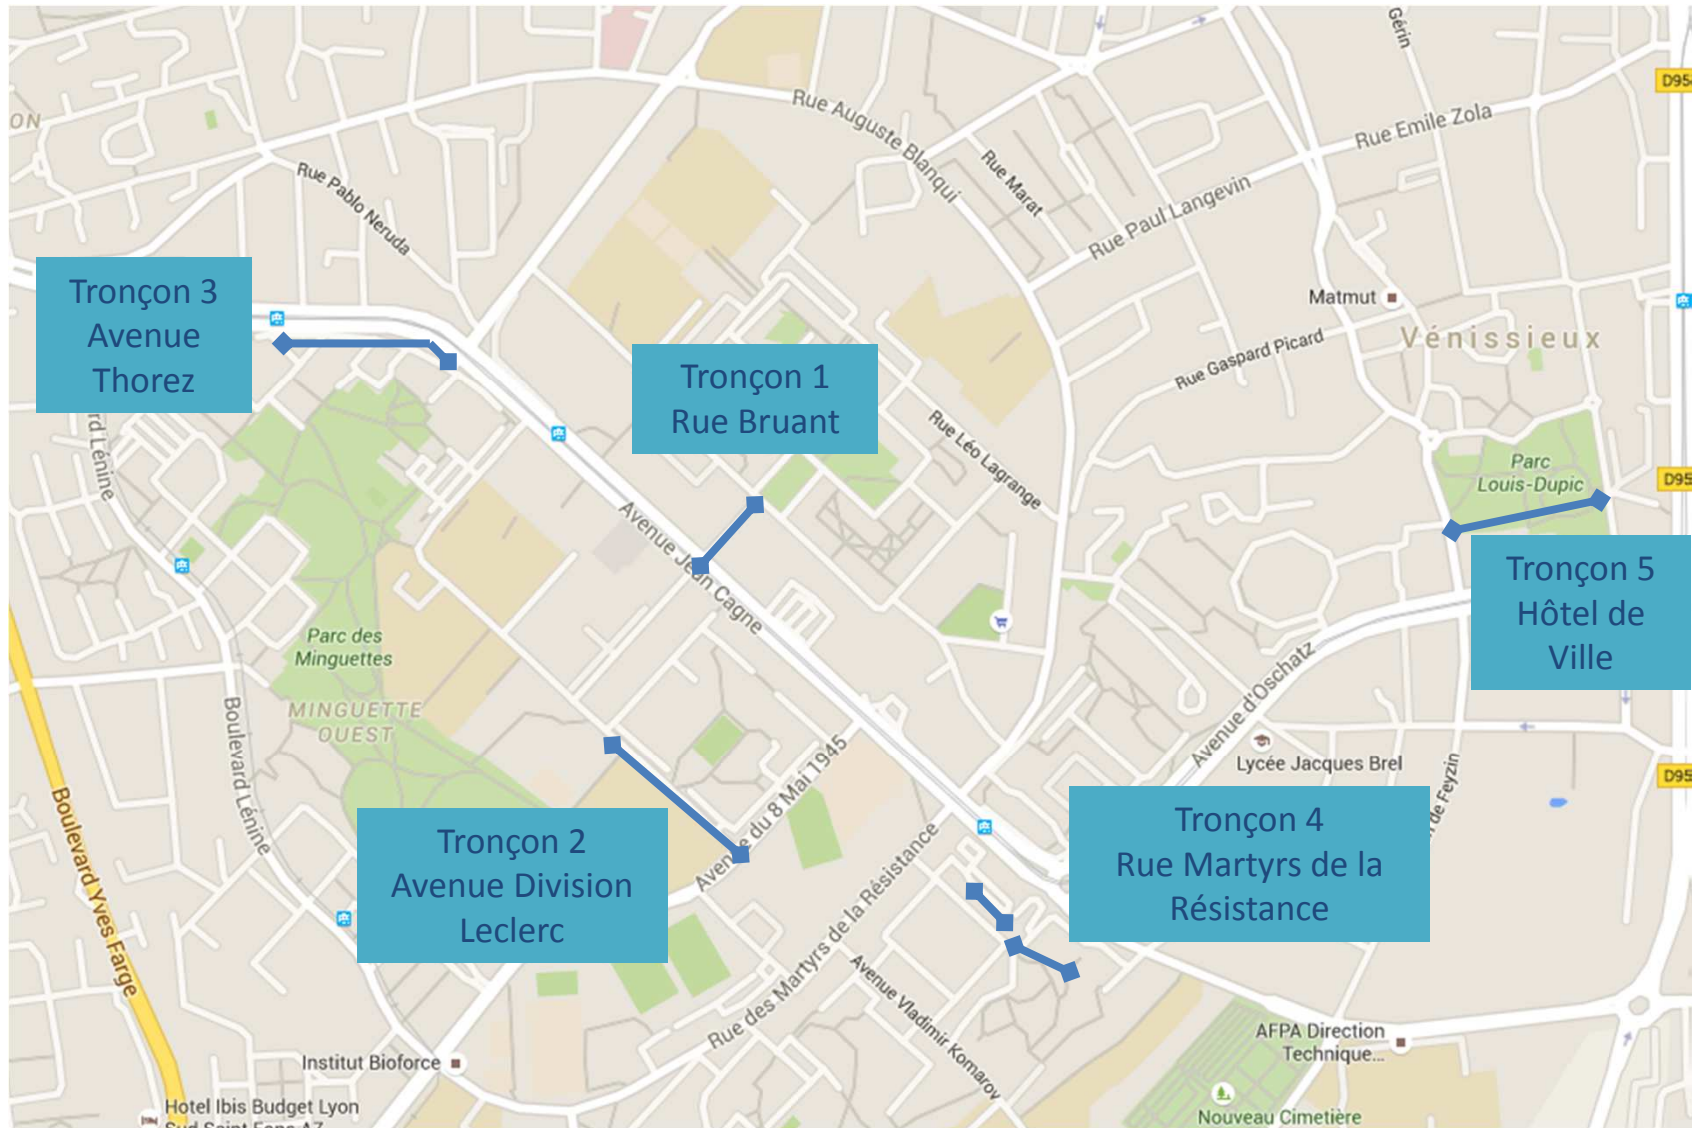 Gérin
D95
ON
Rue Auguste Blanqui
Rue Emile Zola
Rue Marat
Rue Pablo Neruda
Rue Paul Langevin
Tronçon 3
Avenue
Thorez
Matmut
Vénissieux
Rue Gaspard Picard
Tronçon 1
Rue Bruant
Rue Léo Lagrange
rd Lénine
Parc
Louis-Dupic
D95
Avenue Jean Cagne
Tronçon 5
Hôtel de
Ville
Parc des
Minguettes
MINGUETTE
OUEST
Boulevard Lénine
Avenue d'Oschatz
Lycée Jacques Brel
de Feyzin
D95
Boulevard Yves Farge
Avenue du 8 Mai 1945
Tronçon 2
Avenue Division
Leclerc
Tronçon 4
Rue Martyrs de la
Résistance
Rue des Martyrs de la Résistance
Avenue Vladimir Komarov
AFPA Direction
Technique...
Institut Bioforce
Hotel Ibis Budget Lyon
Nouveau Cimetière